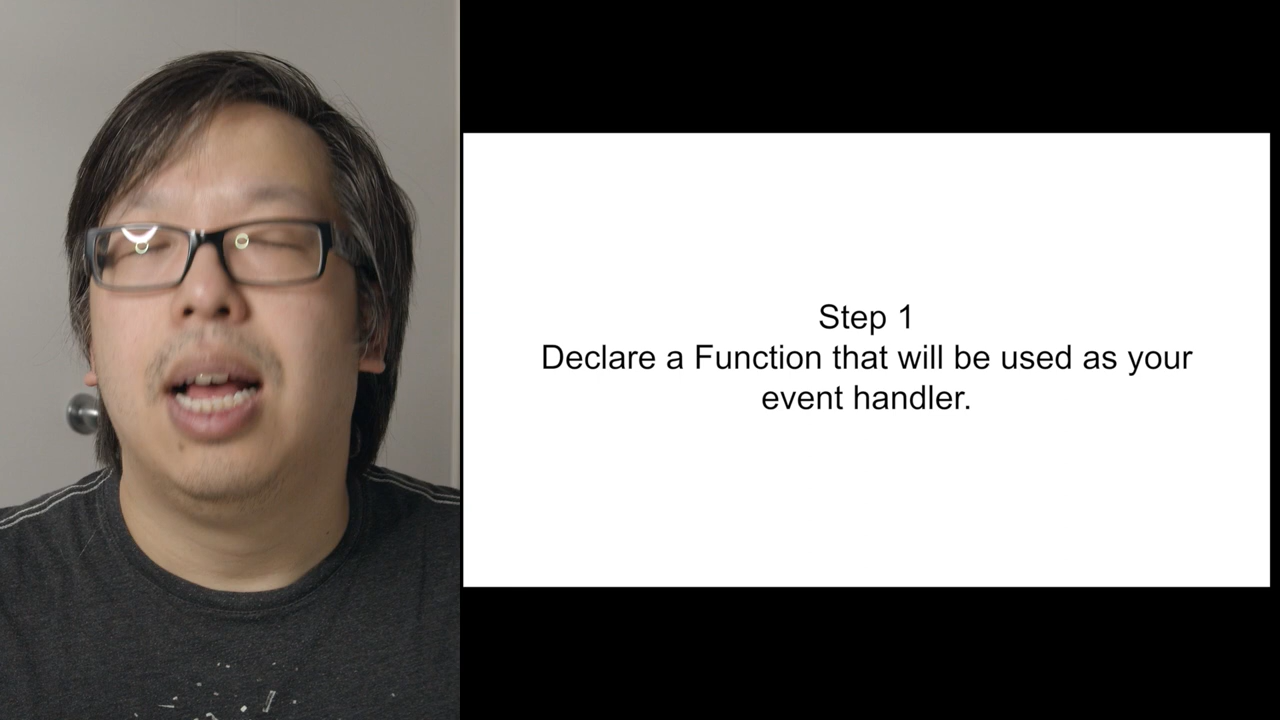 Step 1
Declare a Function that will be used as your
event handler.